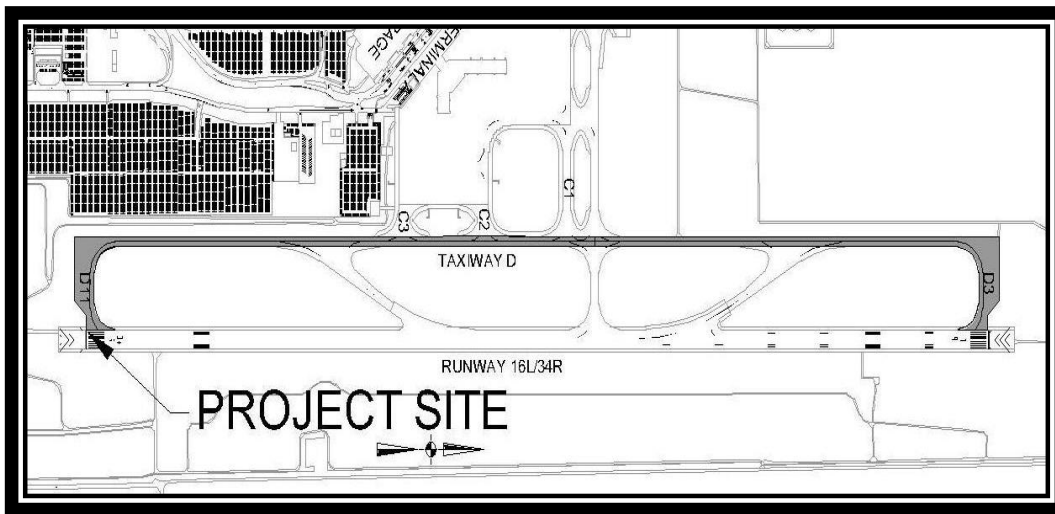 TERMINAL A
C1
C2
C3
TAXIWAY D
D11
D3
RUNWAY 16L/34R
PROJECT SITE